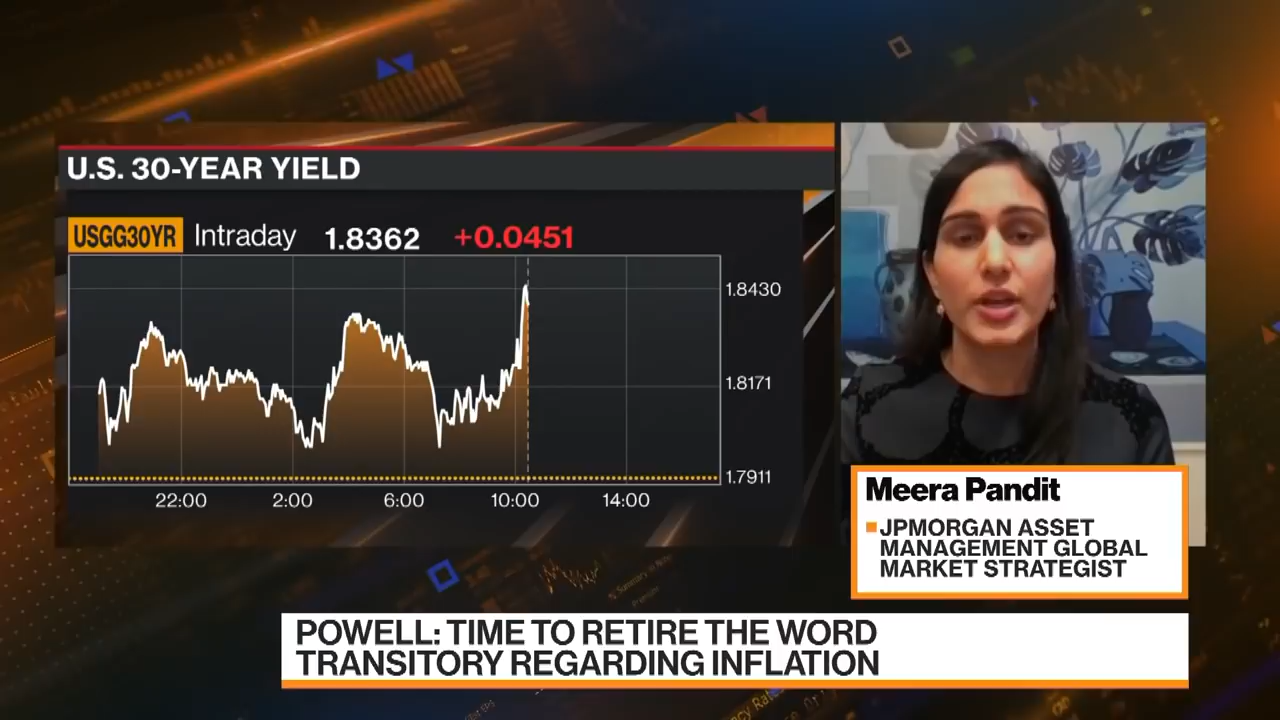 U.S. 30-YEAR YIELD
USGG30YR Intraday 1.8362 +0.0451
1.8430
1.8171
1.7911
22:00 2:00 6:00 10:00 14:00
Meera Pandit
JPMORGAN ASSET
MANAGEMENT GLOBAL
MARKET STRATEGIST
POWELL: TIME TO RETIRE THE WORD
TRANSITORY REGARDING INFLATION